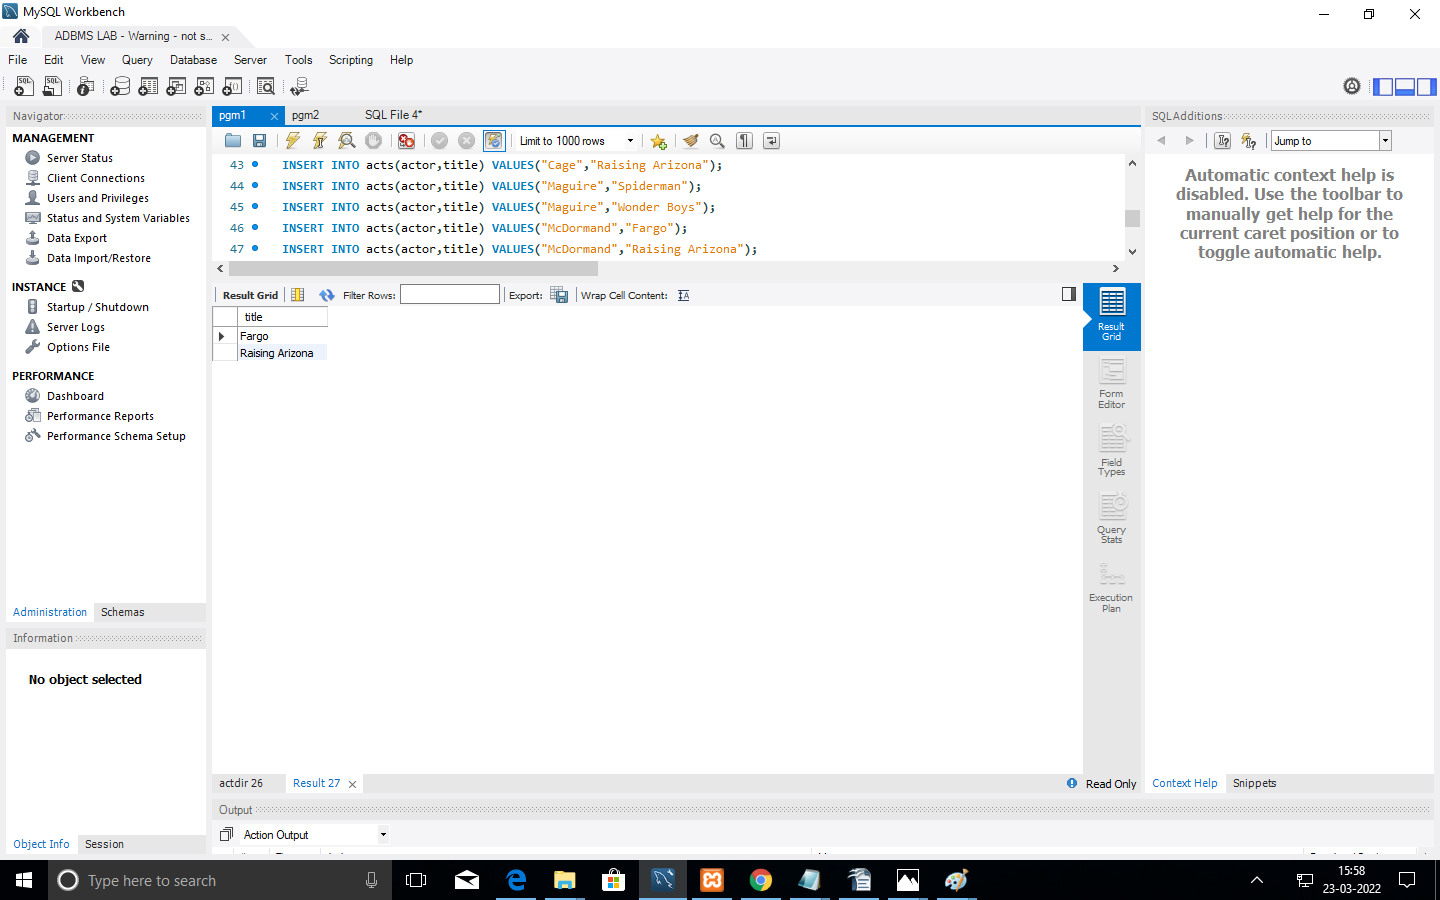 MySQL Workbench
ADBMS LAB - Warning - not s...
File Edit View Query Database Server Tools Scripting Help
Navigator
MANAGEMENT
Server Status
Client Connections
Users and Privileges
Status and System Variables
Data Export
Data Import/Restore
INSTANCE
Startup / Shutdown
Server Logs
Options File
PERFORMANCE
Dashboard
Performance Reports
Performance Schema Setup
Administration Schemas
Information
No object selected
Object Info Session
pgm1 pgm2 SQL File 4*
Limit to 1000 rows
43 INSERT INTO acts(actor,title) VALUES("Cage","Raising Arizona");
44 INSERT INTO acts(actor,title) VALUES("Maguire","Spiderman");
45 INSERT INTO acts(actor,title) VALUES("Maguire","Wonder Boys");
46 INSERT INTO acts(actor,title) VALUES("McDormand","Fargo");
47 INSERT INTO acts(actor,title) VALUES("McDormand","Raising Arizona");
Result Grid Filter Rows: Export: Wrap Cell Content:
title
Fargo
Raising Arizona
Result
Grid
Form
Editor
Field
Types
Query
Stats
Execution
Plan
actdir 26 Result 27 Read Only
Output
Action Output
SQLAdditions
Jump to
Automatic context help is
disabled. Use the toolbar to
manually get help for the
current caret position or to
toggle automatic help.
Context Help Snippets
Type here to search
15:58
23-03-2022